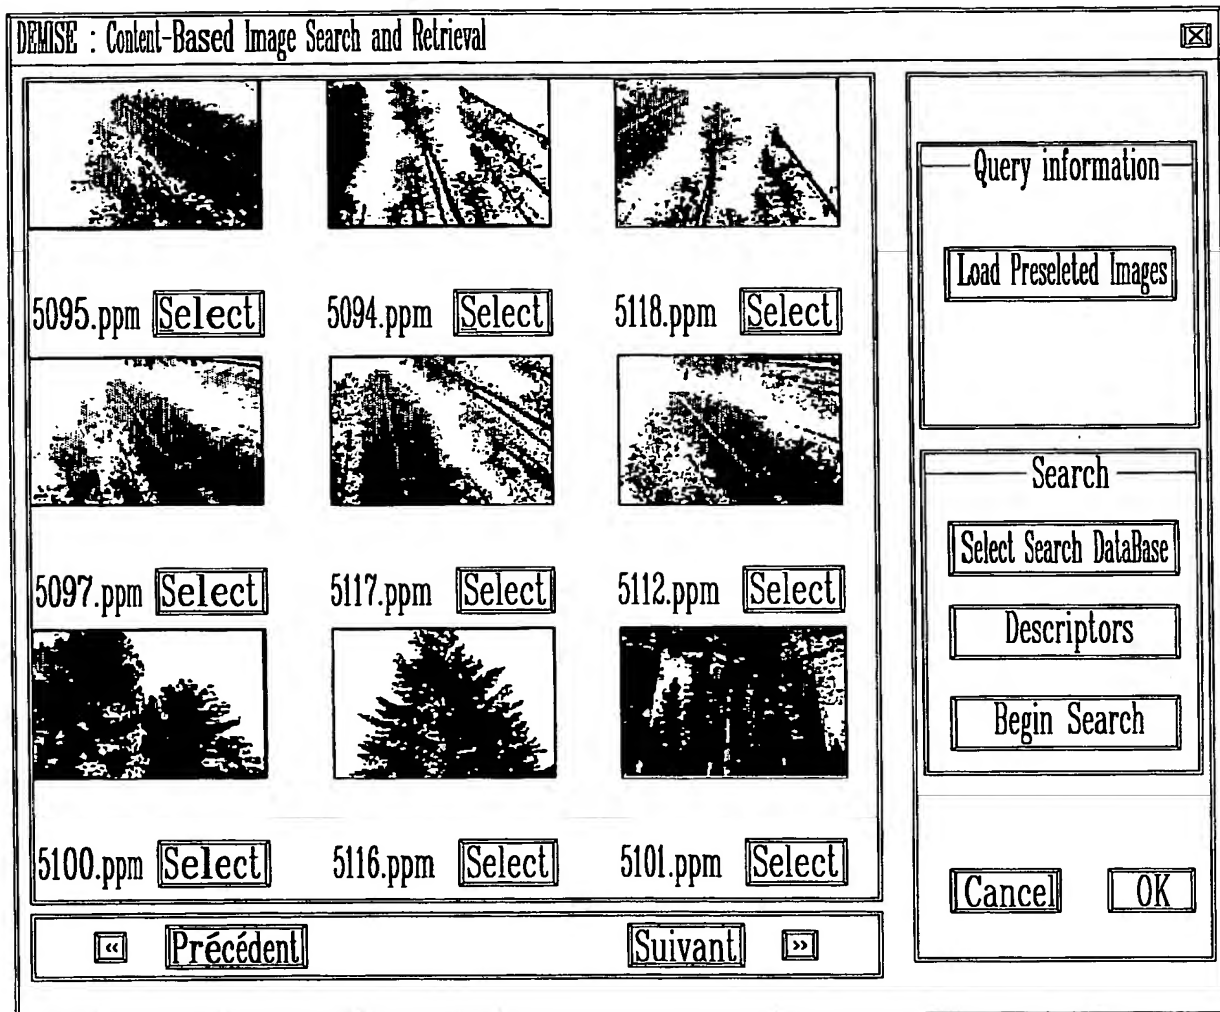 DEMISE : Content-Based Image Search and Retrieval
5095.ppm Select 5094.ppm Select 5118.ppm Select
5097.ppm Select 5117.ppm Select 5112.ppm Select
5100.ppm Select 5116.ppm Select 5101.ppm Select
« Précédent Suivant »
Query information
Load Preseleted Images
Search
Select Search DataBase
Descriptors
Begin Search
Cancel OK